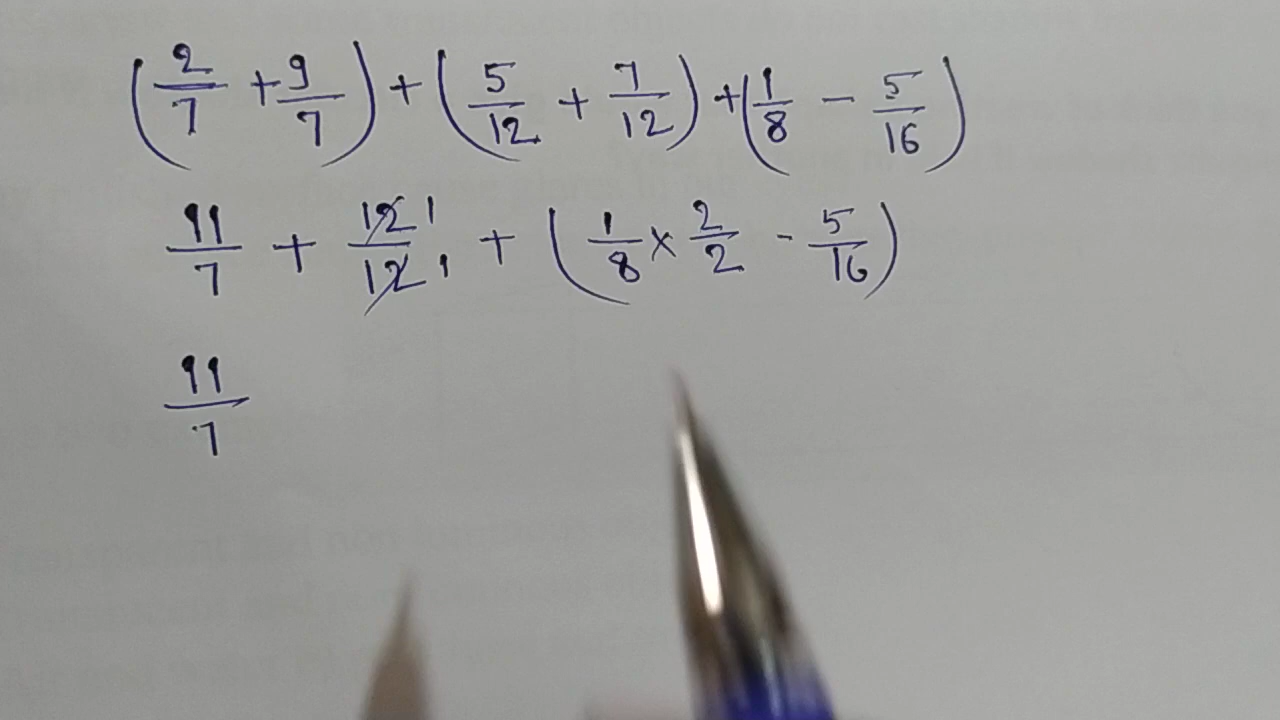 (2/7 + 9/7) + (5/12 + 7/12) + (1/8 - 5/16)
11/7 + 12/12 1/1 + (1/8 × 2/2 - 5/16)
11/7